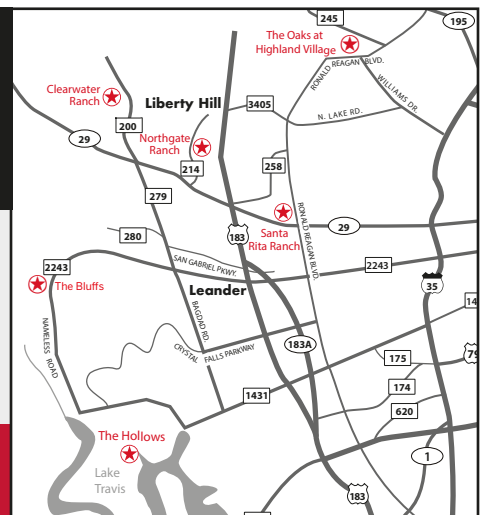 245
195
The Oaks at
Highland Village
RONALD REAGAN BLVD.
WILLIAMS DR.
Clearwater
Ranch
Liberty Hill
3405
N. LAKE RD.
200
29
Northgate
Ranch
214
258
279
Santa
Rita Ranch
RONALD REAGAN BLVD.
29
280
183
SAN GABRIEL PKWY.
2243
2243
The Bluffs
Leander
35
BAGDAD RD.
NAMELESS ROAD
CRYSTAL FALLS PARKWAY
183A
175
174
1431
620
The Hollows
Lake
Travis
1
183